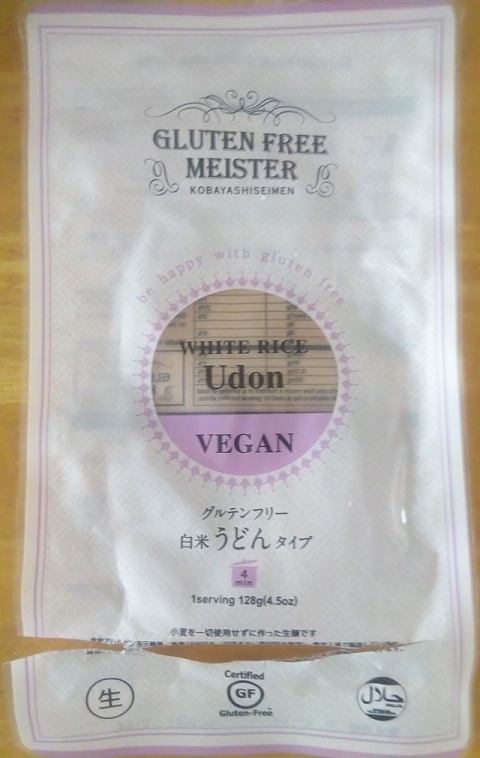 GLUTEN FREE
MEISTER
KOBAYASHISEIMEN
be happy with gluten free
WHITE RICE
Udon
VEGAN
グルテンフリー
白米うどんタイプ
4
min
1serving 128g(4.5oz)
小麦を一切使用せずに作った生麺です
生
Certified
GF
Gluten-Free
حلال